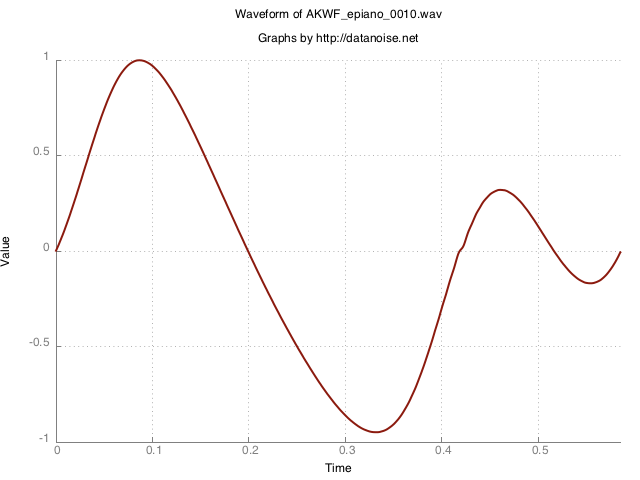 Waveform of AKWF_epiano_0010.wav
Graphs by http://datanoise.net
1
0.5
0
-0.5
-1
Value
0 0.1 0.2 0.3 0.4 0.5
Time